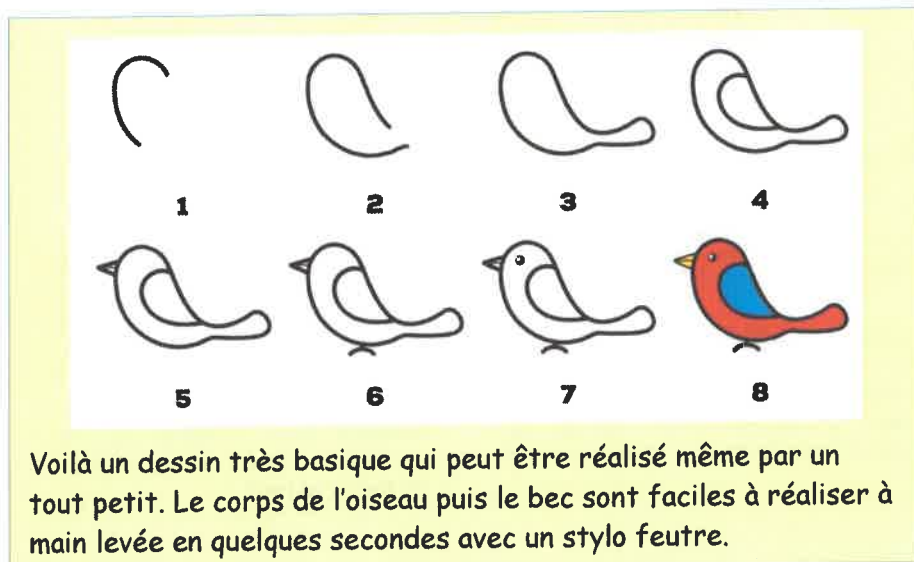 1 2 3 4
5 6 7 8
Voilà un dessin très basique qui peut être réalisé même par un
tout petit. Le corps de l'oiseau puis le bec sont faciles à réaliser à
main levée en quelques secondes avec un stylo feutre.